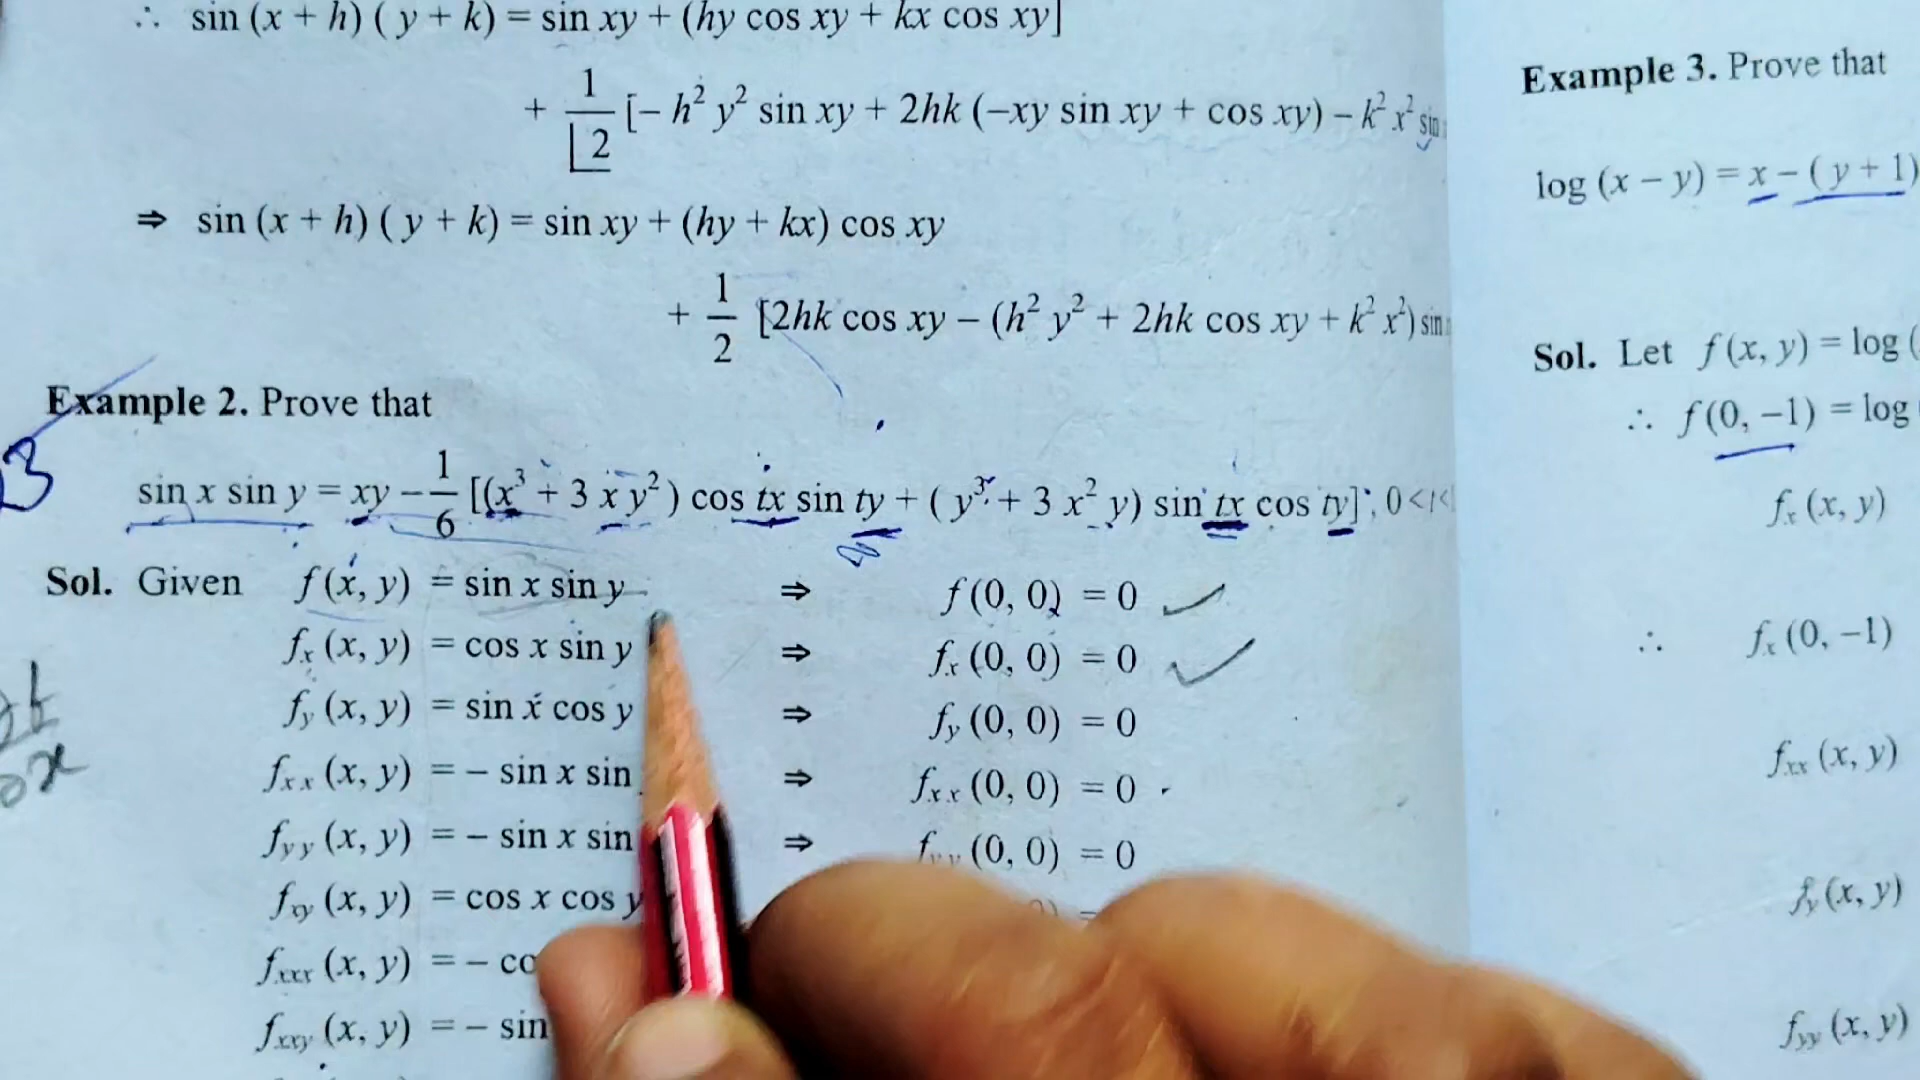 ∴ sin (x + h) (y + k) = sin xy + (hy cos xy + kx cos xy]
+ 1/⌊2 [− h² y² sin xy + 2hk (−xy sin xy + cos xy) − k² x² sin
⇒ sin (x + h) (y + k) = sin xy + (hy + kx) cos xy
+ 1/2 [2hk cos xy − (h² y² + 2hk cos xy + k² x²) sin
Example 2. Prove that
3
sin x sin y = xy − 1/6 [(x³ + 3 x y²) cos tx sin ty + (y³ + 3 x² y) sin tx cos ty]; 0 < t <
Sol. Given f (x, y) = sin x sin y ⇒ f (0, 0) = 0
fx (x, y) = cos x sin y ⇒ fx (0, 0) = 0
fy (x, y) = sin x cos y ⇒ fy (0, 0) = 0
fxx (x, y) = − sin x sin ⇒ fxx (0, 0) = 0
fyy (x, y) = − sin x sin ⇒ fyy (0, 0) = 0
fxy (x, y) = cos x cos y
fxxx (x, y) = − co
fxxy (x, y) = − sin
Example 3. Prove that
log (x − y) = x − (y + 1)
Sol. Let f (x, y) = log (
∴ f (0, −1) = log
fx (x, y)
∴ fx (0, −1)
fxx (x, y)
fy (x, y)
fyy (x, y)